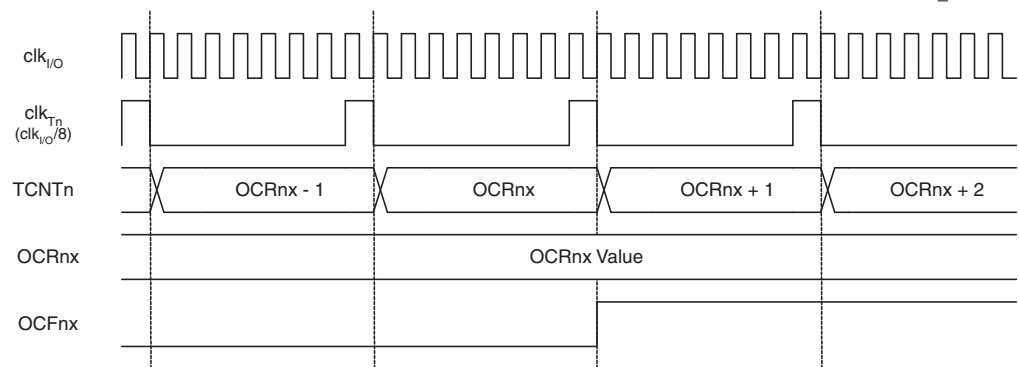 clkI/O
clkTn
(clkI/O/8)
TCNTn OCRnx - 1 OCRnx OCRnx + 1 OCRnx + 2
OCRnx OCRnx Value
OCFnx